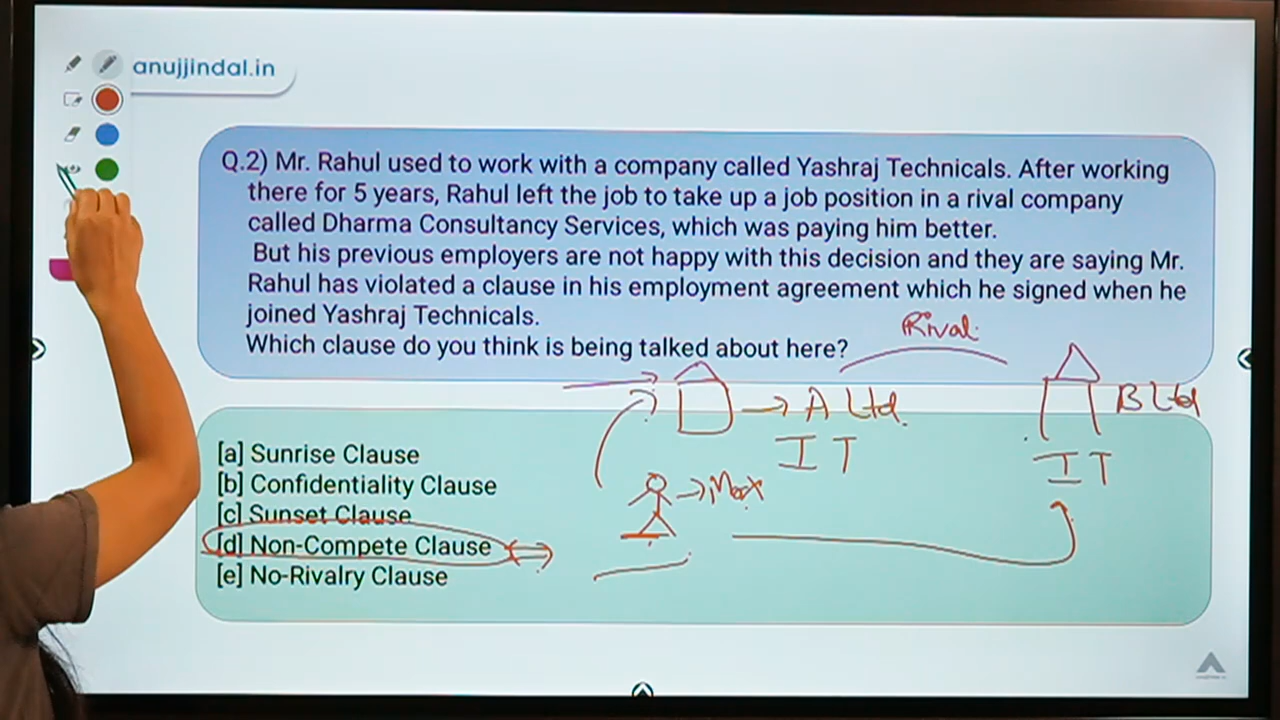 anujjindal.in
Q.2) Mr. Rahul used to work with a company called Yashraj Technicals. After working
there for 5 years, Rahul left the job to take up a job position in a rival company
called Dharma Consultancy Services, which was paying him better.
But his previous employers are not happy with this decision and they are saying Mr.
Rahul has violated a clause in his employment agreement which he signed when he
joined Yashraj Technicals.
Which clause do you think is being talked about here?
Rival
A Ltd.
IT
B Ltd
IT
Max
[a] Sunrise Clause
[b] Confidentiality Clause
[c] Sunset Clause
[d] Non-Compete Clause
[e] No-Rivalry Clause